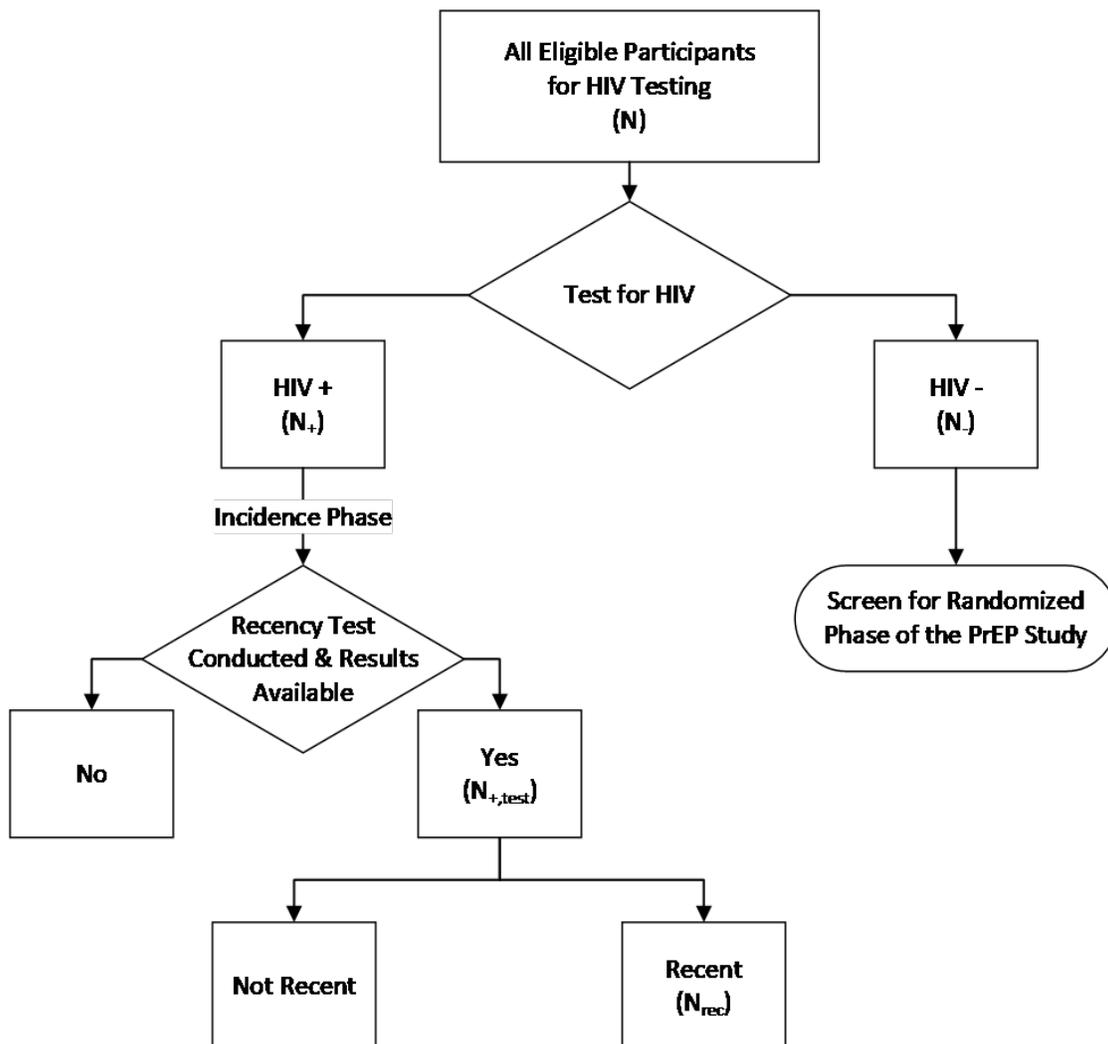 All Eligible Participants
for HIV Testing
(N)
Test for HIV
HIV +
(N₊)
HIV -
(N₋)
Incidence Phase
Screen for Randomized
Phase of the PrEP Study
Recency Test
Conducted & Results
Available
No
Yes
(N₊,test)
Not Recent
Recent
(Nrec)